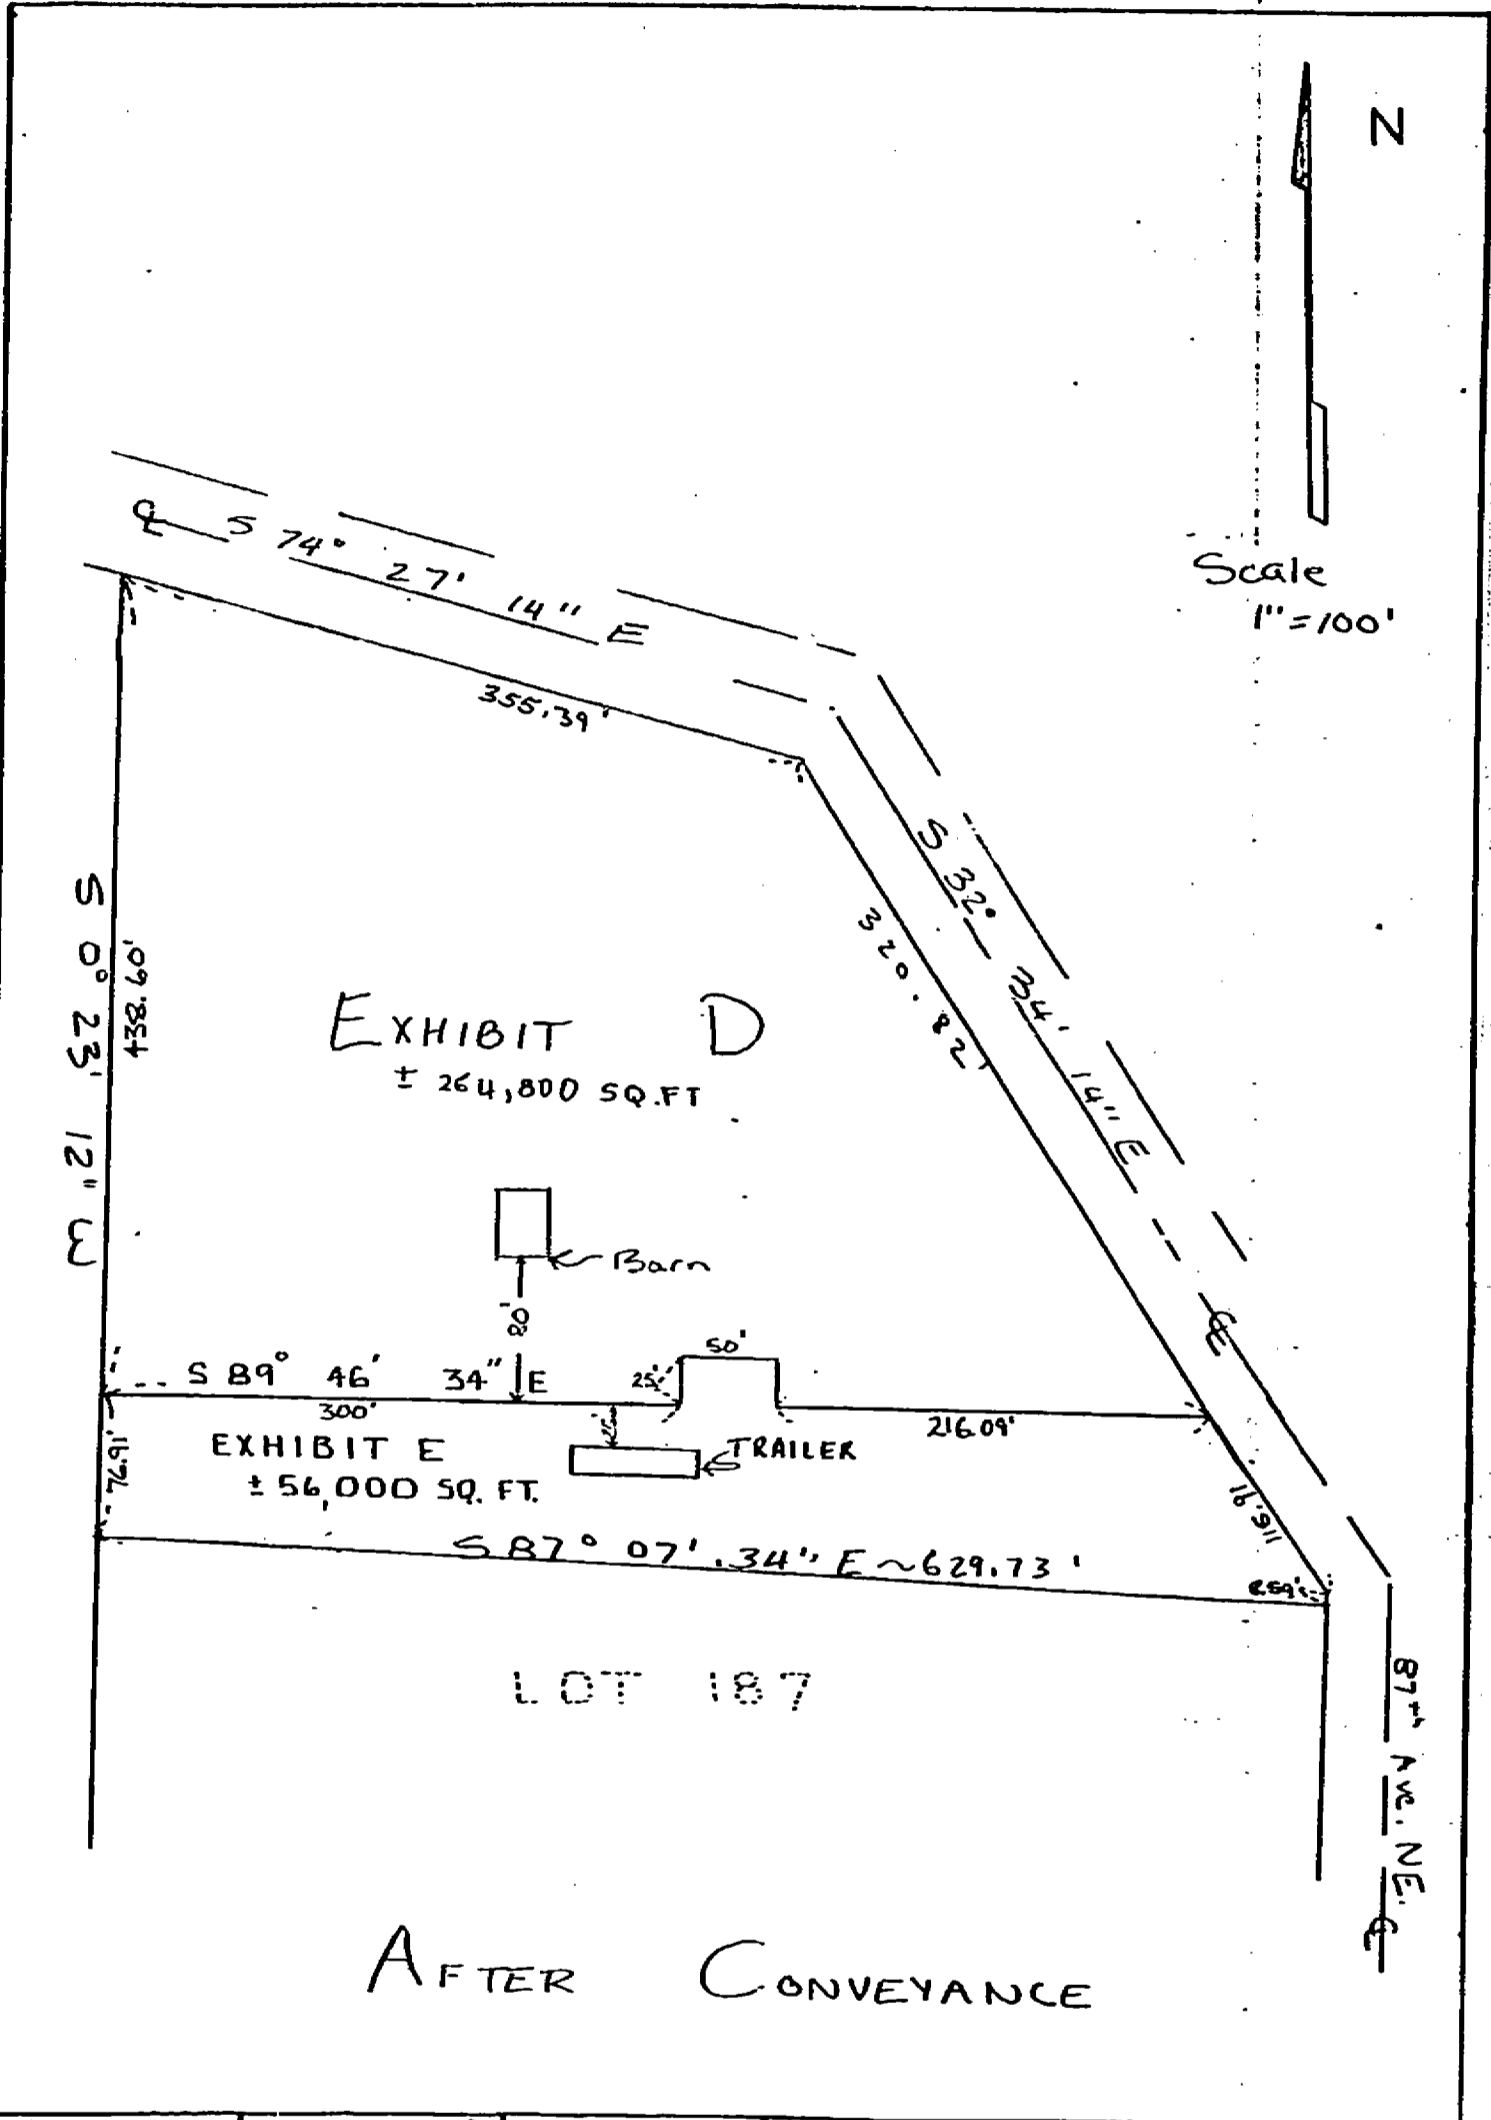 N
Scale
1"=100'
℄ S 74° 27' 14" E
355.39'
S 32° 34' 14" E
320.82'
S 0° 23' 12" W
438.60'
EXHIBIT D
± 264,800 SQ.FT
Barn
80'
℄
50'
25'
S 89° 46' 34" E
300'
216.09'
EXHIBIT E
± 56,000 SQ. FT.
TRAILER
76.91'
116.91
S 87° 07' 34" E ~ 629.73'
LOT 187
87th Ave. NE. ℄
AFTER CONVEYANCE